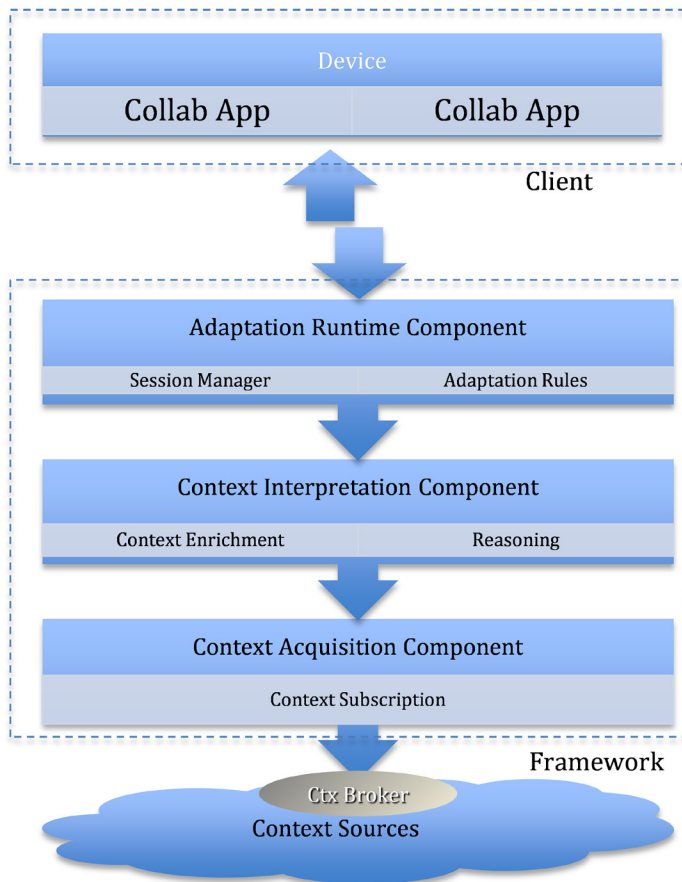 Device
Collab App Collab App
Client
Adaptation Runtime Component
Session Manager Adaptation Rules
Context Interpretation Component
Context Enrichment Reasoning
Context Acquisition Component
Context Subscription
Framework
Ctx Broker
Context Sources